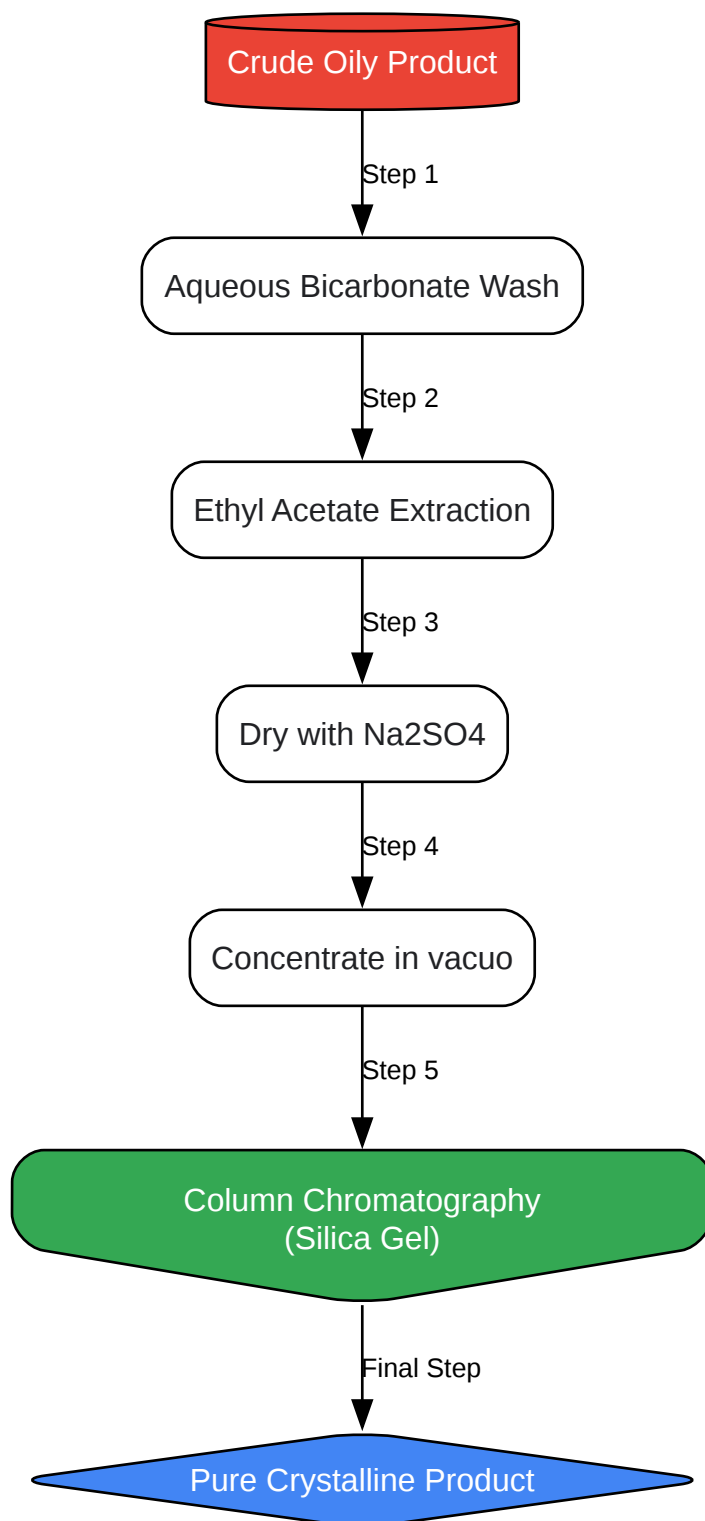 Crude Oily Product
Step 1
Aqueous Bicarbonate Wash
Step 2
Ethyl Acetate Extraction
Step 3
Dry with Na2SO4
Step 4
Concentrate in vacuo
Step 5
Column Chromatography
(Silica Gel)
Final Step
Pure Crystalline Product